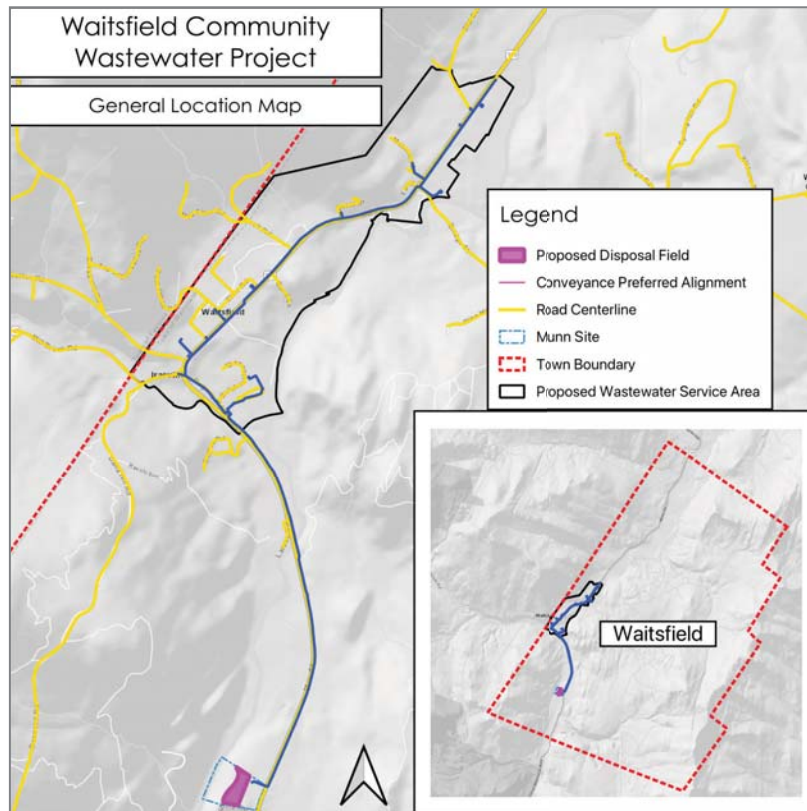 Waitsfield Community
Wastewater Project
General Location Map
Legend
Proposed Disposal Field
Conveyance Preferred Alignment
Road Centerline
Munn Site
Town Boundary
Proposed Wastewater Service Area
Waitsfield
Irasville
Waitsfield